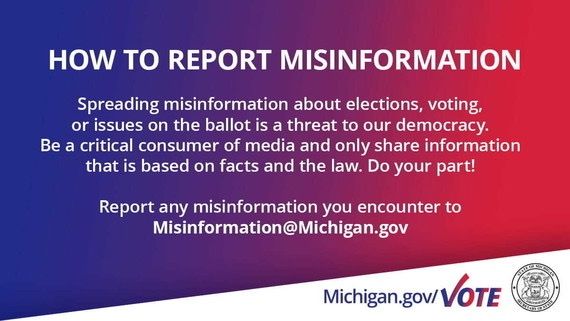 HOW TO REPORT MISINFORMATION
Spreading misinformation about elections, voting,
or issues on the ballot is a threat to our democracy.
Be a critical consumer of media and only share information
that is based on facts and the law. Do your part!
Report any misinformation you encounter to
Misinformation@Michigan.gov
Michigan.gov/VOTE